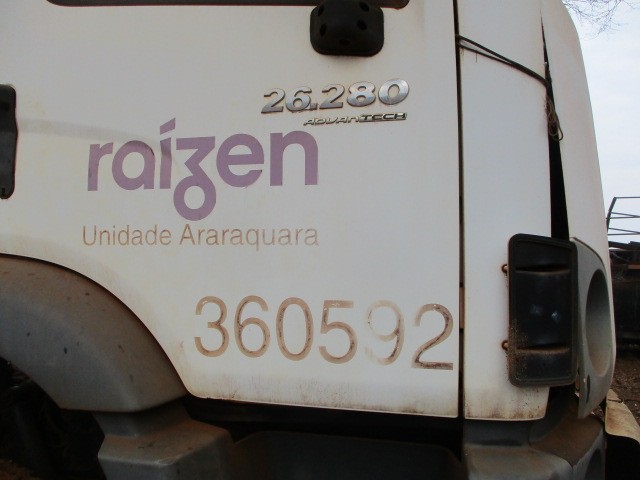 26.280
ADVANTECH
raízen
Unidade Araraquara
360592